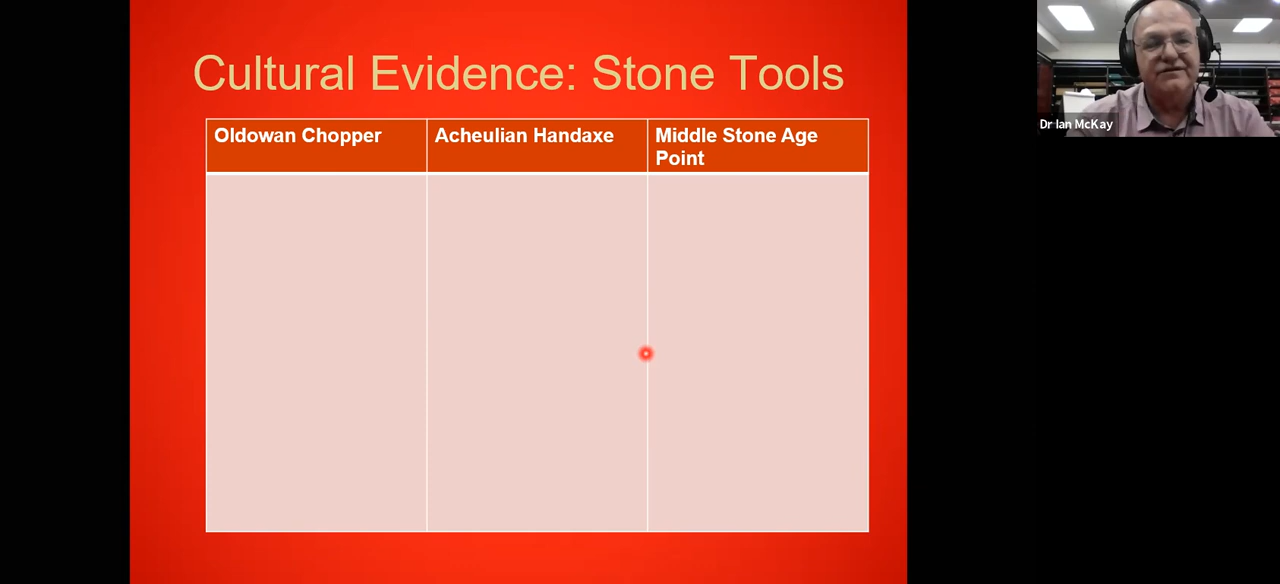 Cultural Evidence: Stone Tools
Oldowan Chopper
Acheulian Handaxe
Middle Stone Age
Point
Dr Ian McKay